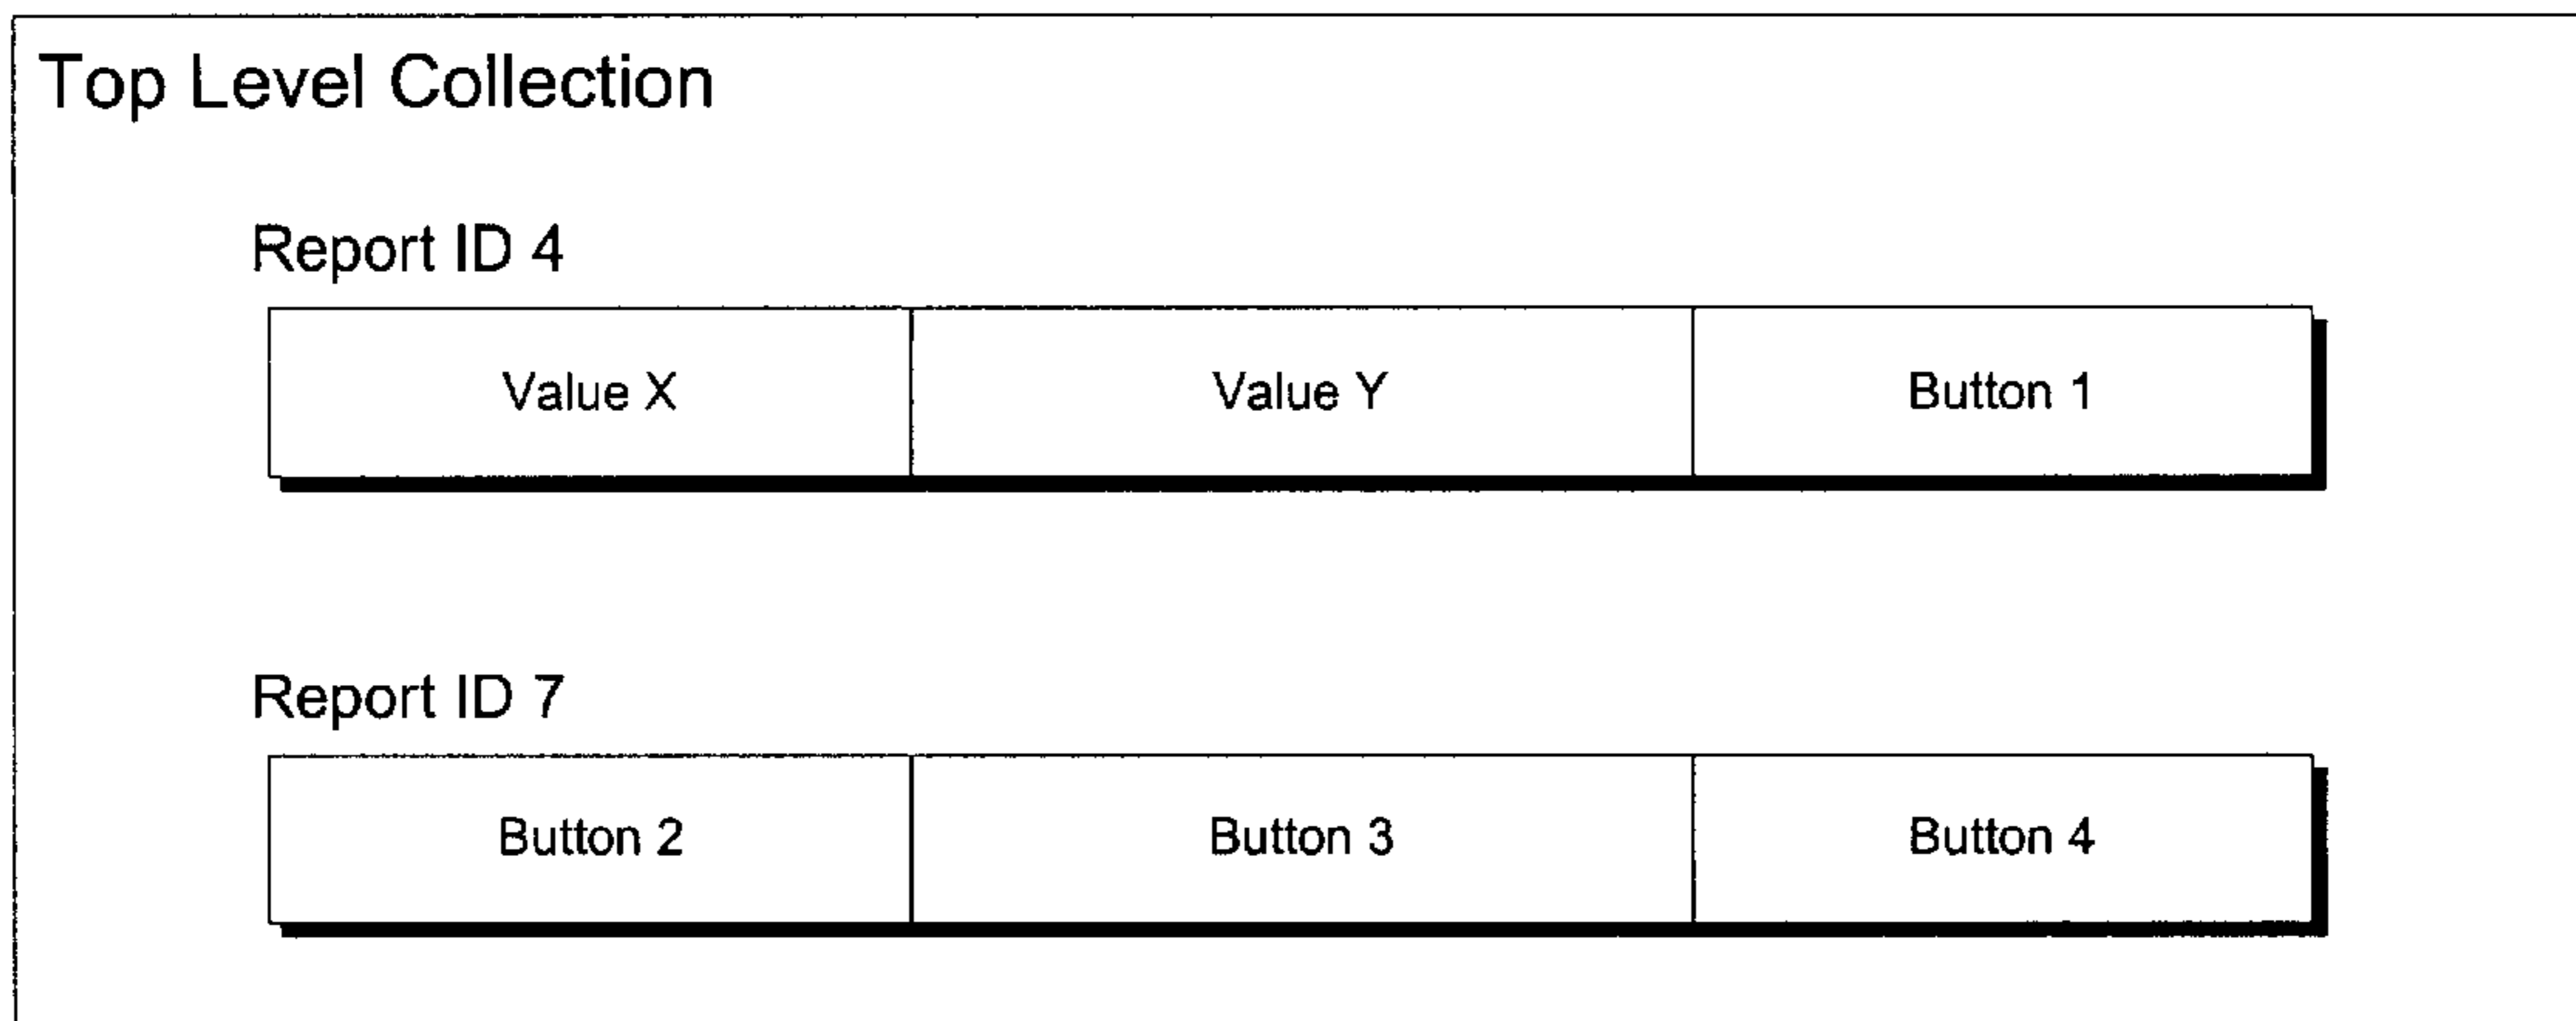 Top Level Collection
Report ID 4
Value X Value Y Button 1
Report ID 7
Button 2 Button 3 Button 4